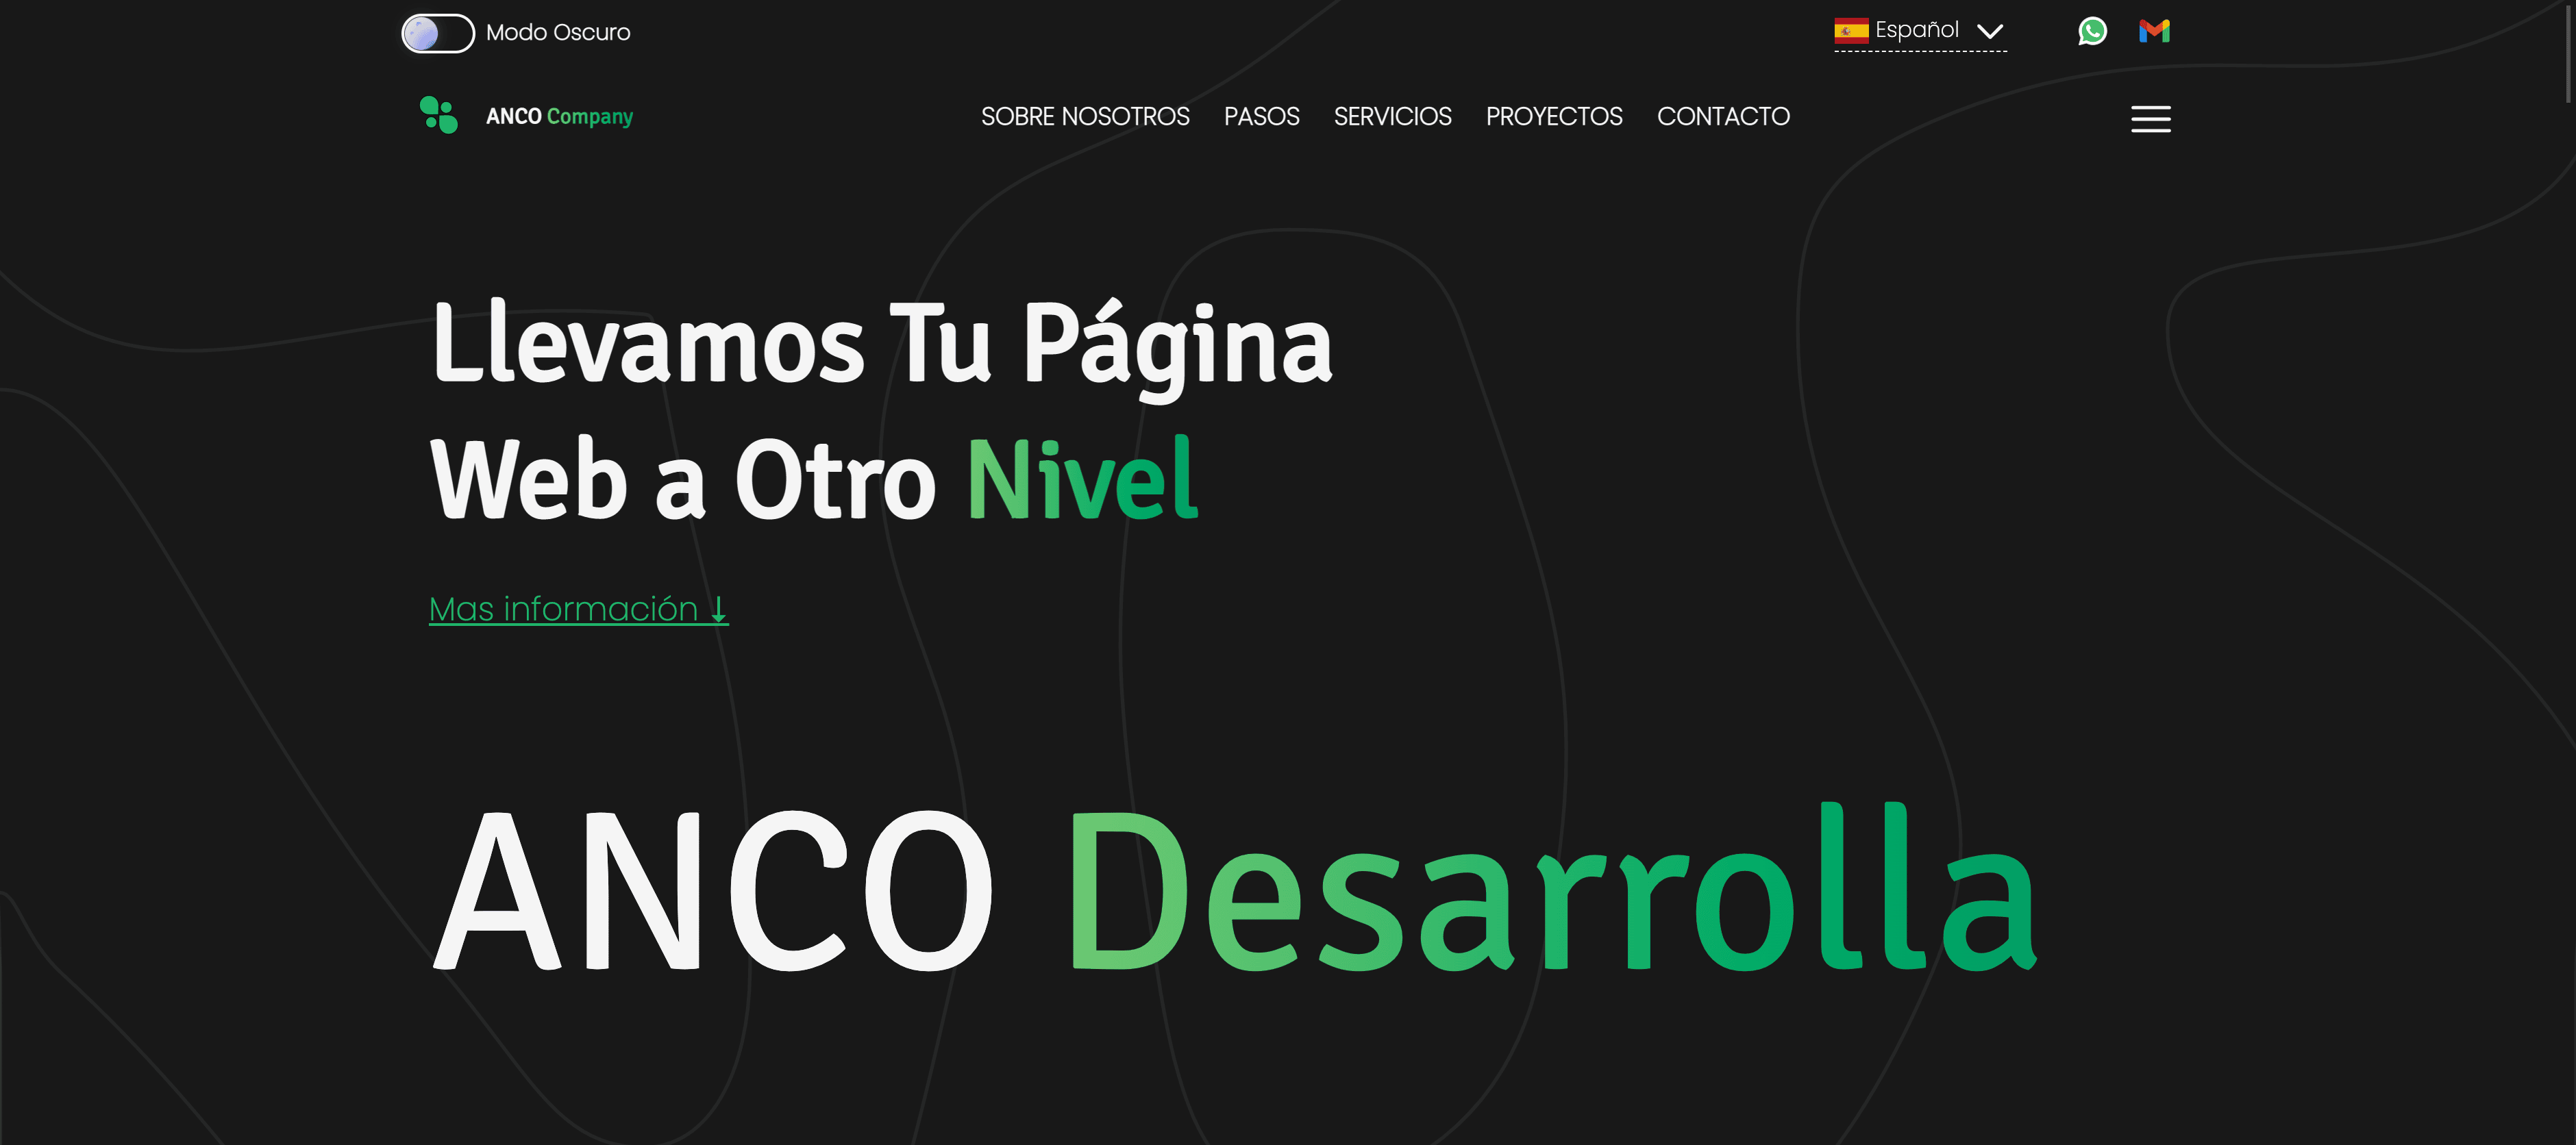 Modo Oscuro
Español
ANCO Company
SOBRE NOSOTROS PASOS SERVICIOS PROYECTOS CONTACTO
Llevamos Tu Página
Web a Otro Nivel
Mas información ↓
ANCO Desarrolla